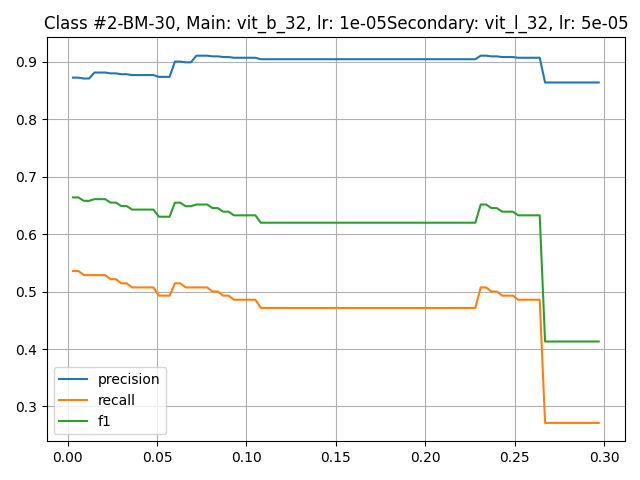 Class #2-BM-30, Main: vit_b_32, lr: 1e-05Secondary: vit_l_32, lr: 5e-05
0.9
0.8
0.7
0.6
0.5
0.4
0.3
precision
recall
f1
0.00 0.05 0.10 0.15 0.20 0.25 0.30